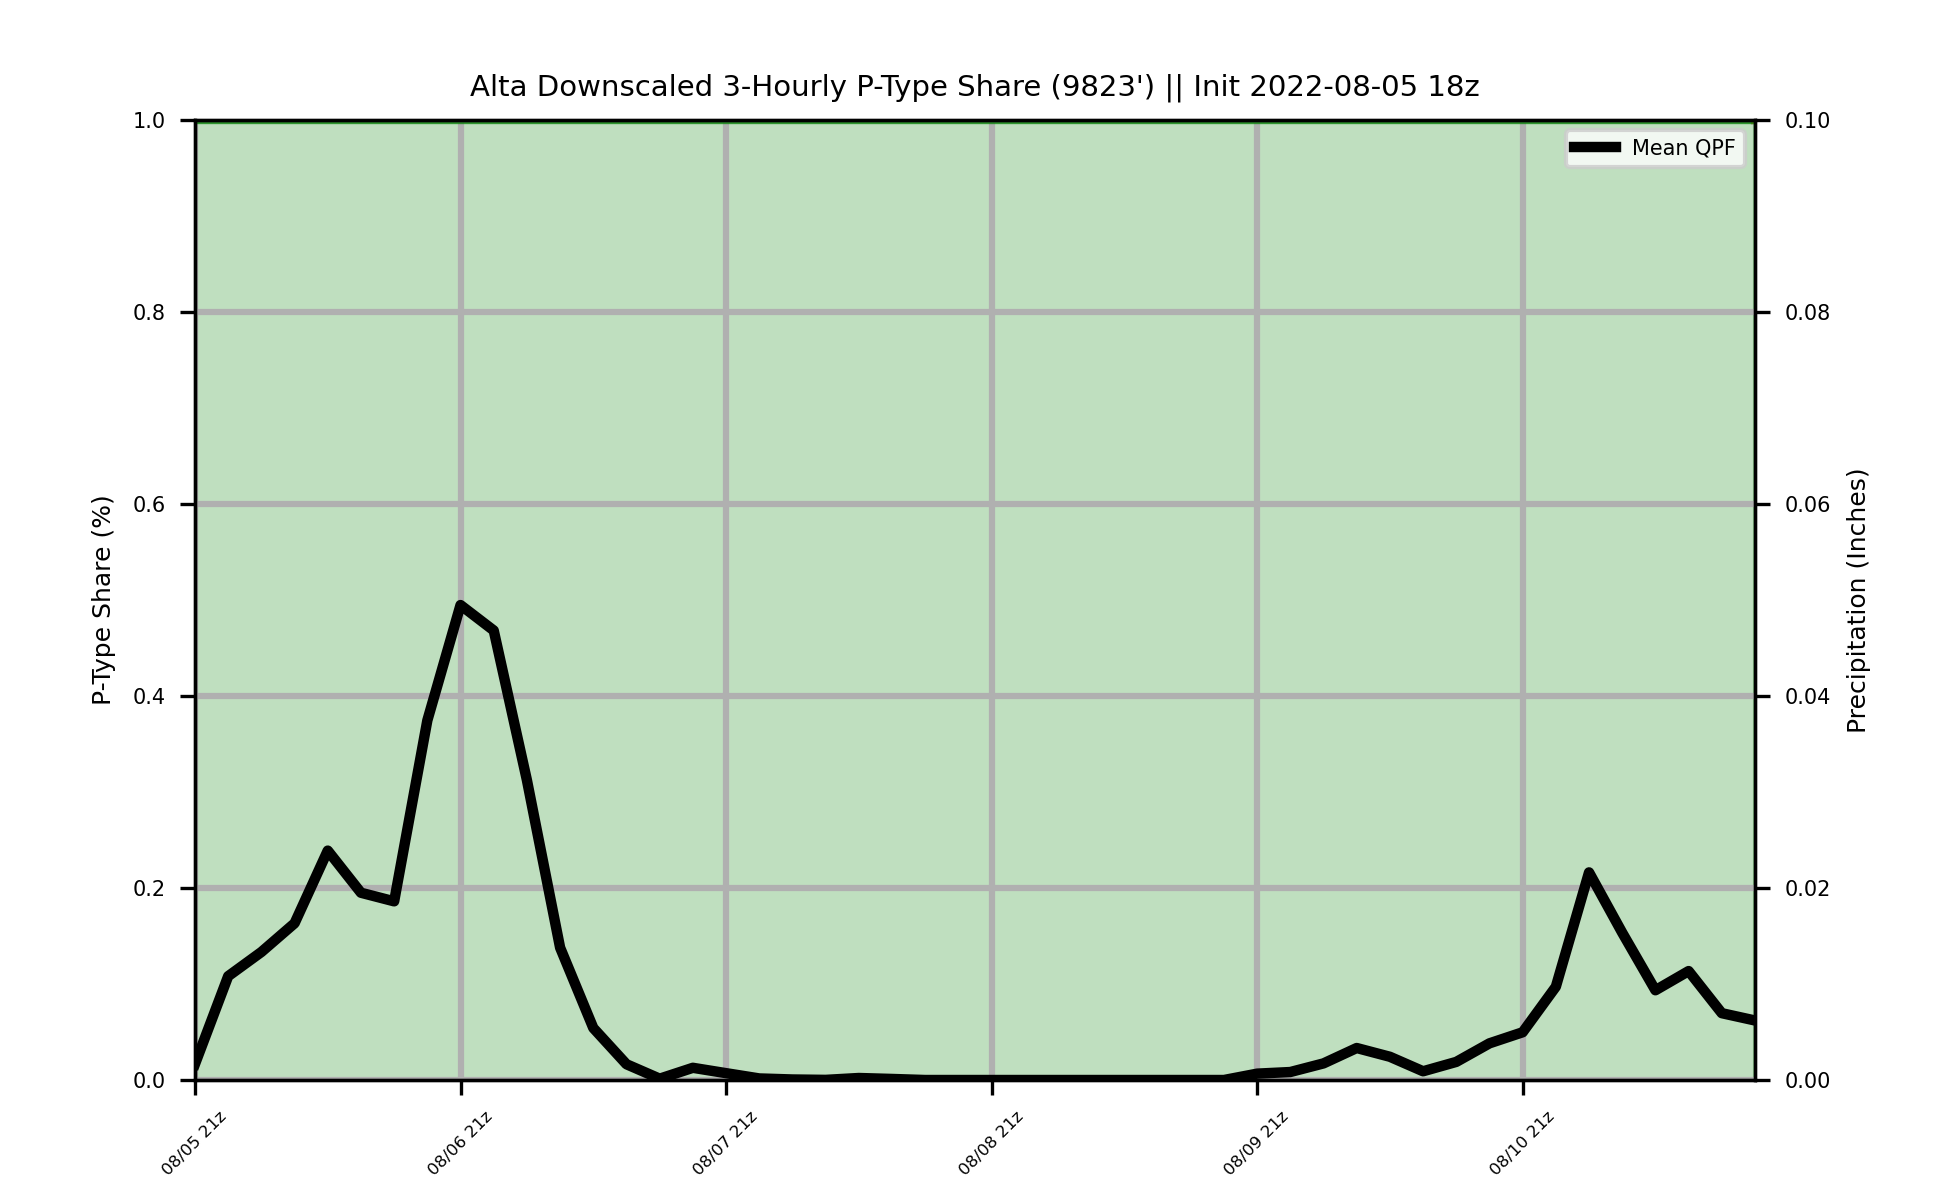 Alta Downscaled 3-Hourly P-Type Share (9823') || Init 2022-08-05 18z
Mean QPF
P-Type Share (%)
1.0
0.8
0.6
0.4
0.2
0.0
0.10
0.08
0.06
0.04
0.02
0.00
Precipitation (Inches)
08/05 21z
08/06 21z
08/07 21z
08/08 21z
08/09 21z
08/10 21z